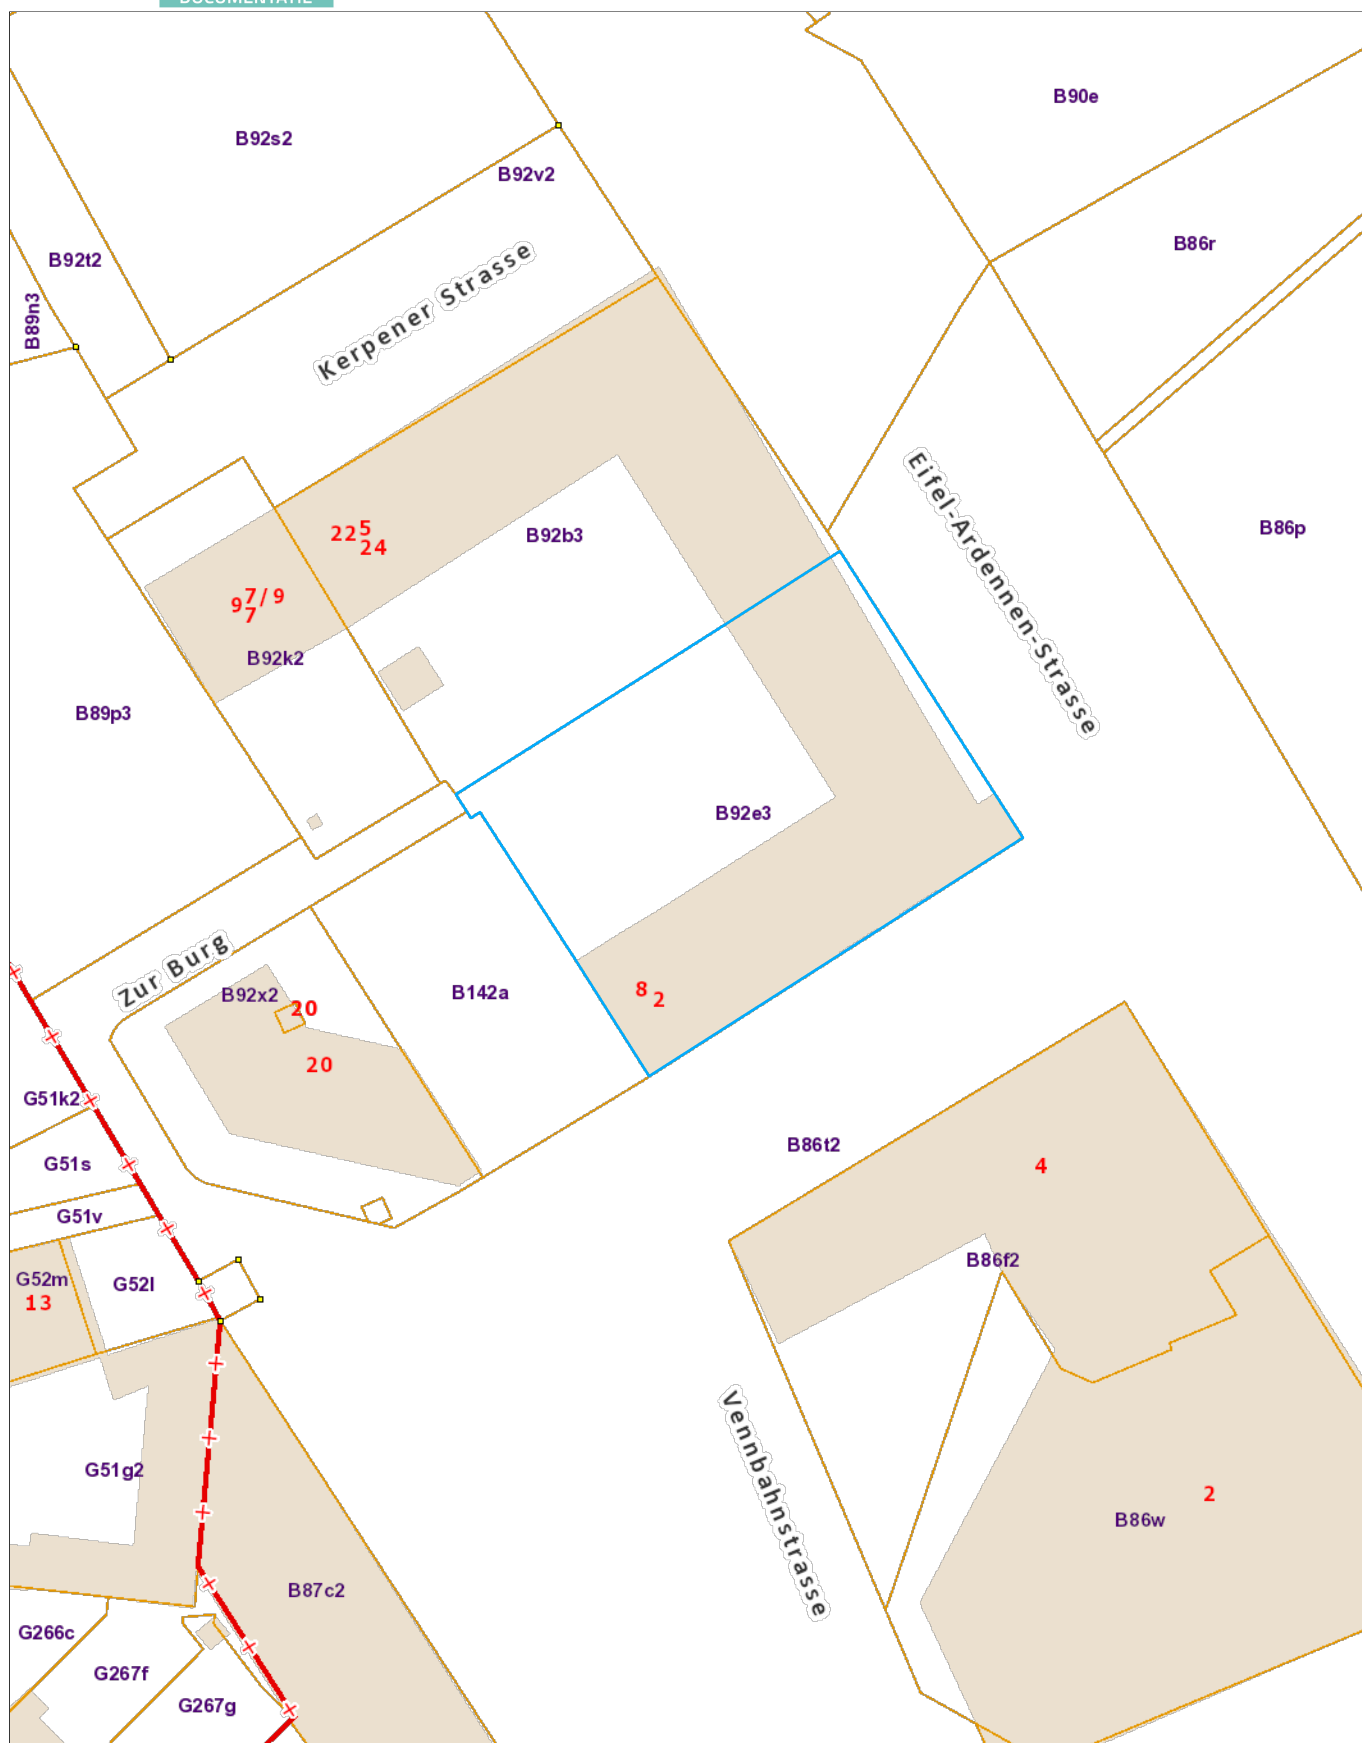 DOCUMENTATIE
B90e
B92s2
B92v2
B86r
B92t2
B89n3
Kerpener Strasse
Eifel-Ardennen-Strasse
B86p
225
24
B92b3
7/9
9
7
B92k2
B89p3
B92e3
Zur Burg
B92x2
20
B142a
8
2
20
G51k2
B86t2
4
G51s
G51v
B86f2
G52m
13
G52l
Vennbahnstrasse
G51g2
2
B86w
B87c2
G266c
G267f
G267g